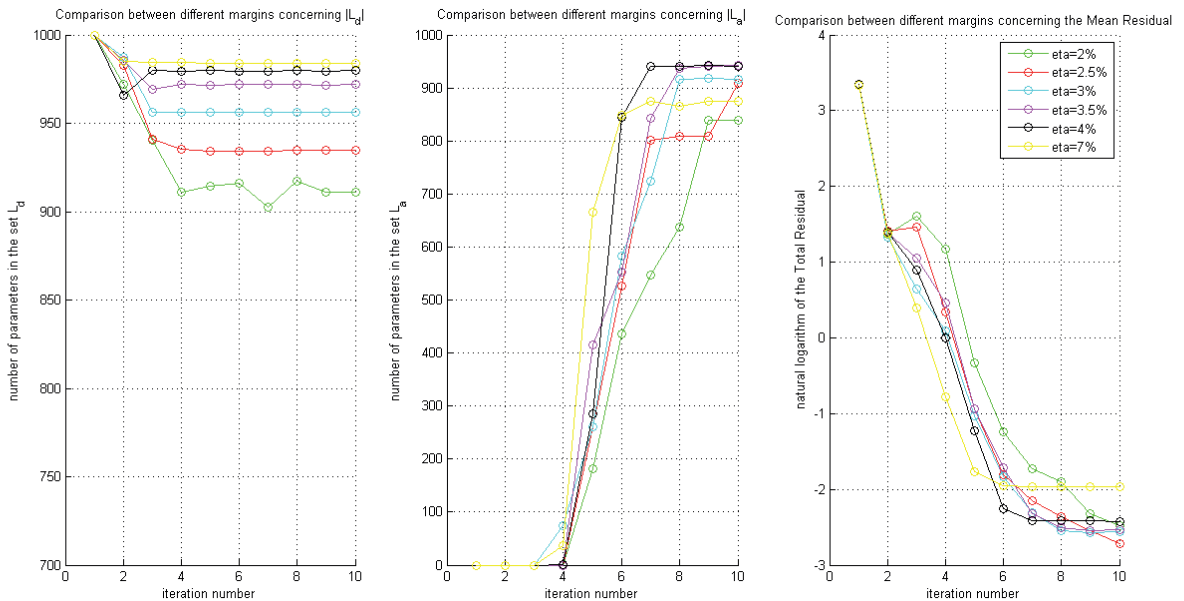 Comparison between different margins concerning |Ld|
1000
950
900
850
800
750
700
0
2
4
6
8
10
number of parameters in the set Ld
iteration number
Comparison between different margins concerning |La|
1000
900
800
700
600
500
400
300
200
100
0
0
2
4
6
8
10
number of parameters in the set La
iteration number
Comparison between different margins concerning the Mean Residual
4
3
2
1
0
-1
-2
-3
0
2
4
6
8
10
natural logarithm of the Total Residual
iteration number
eta=2%
eta=2.5%
eta=3%
eta=3.5%
eta=4%
eta=7%